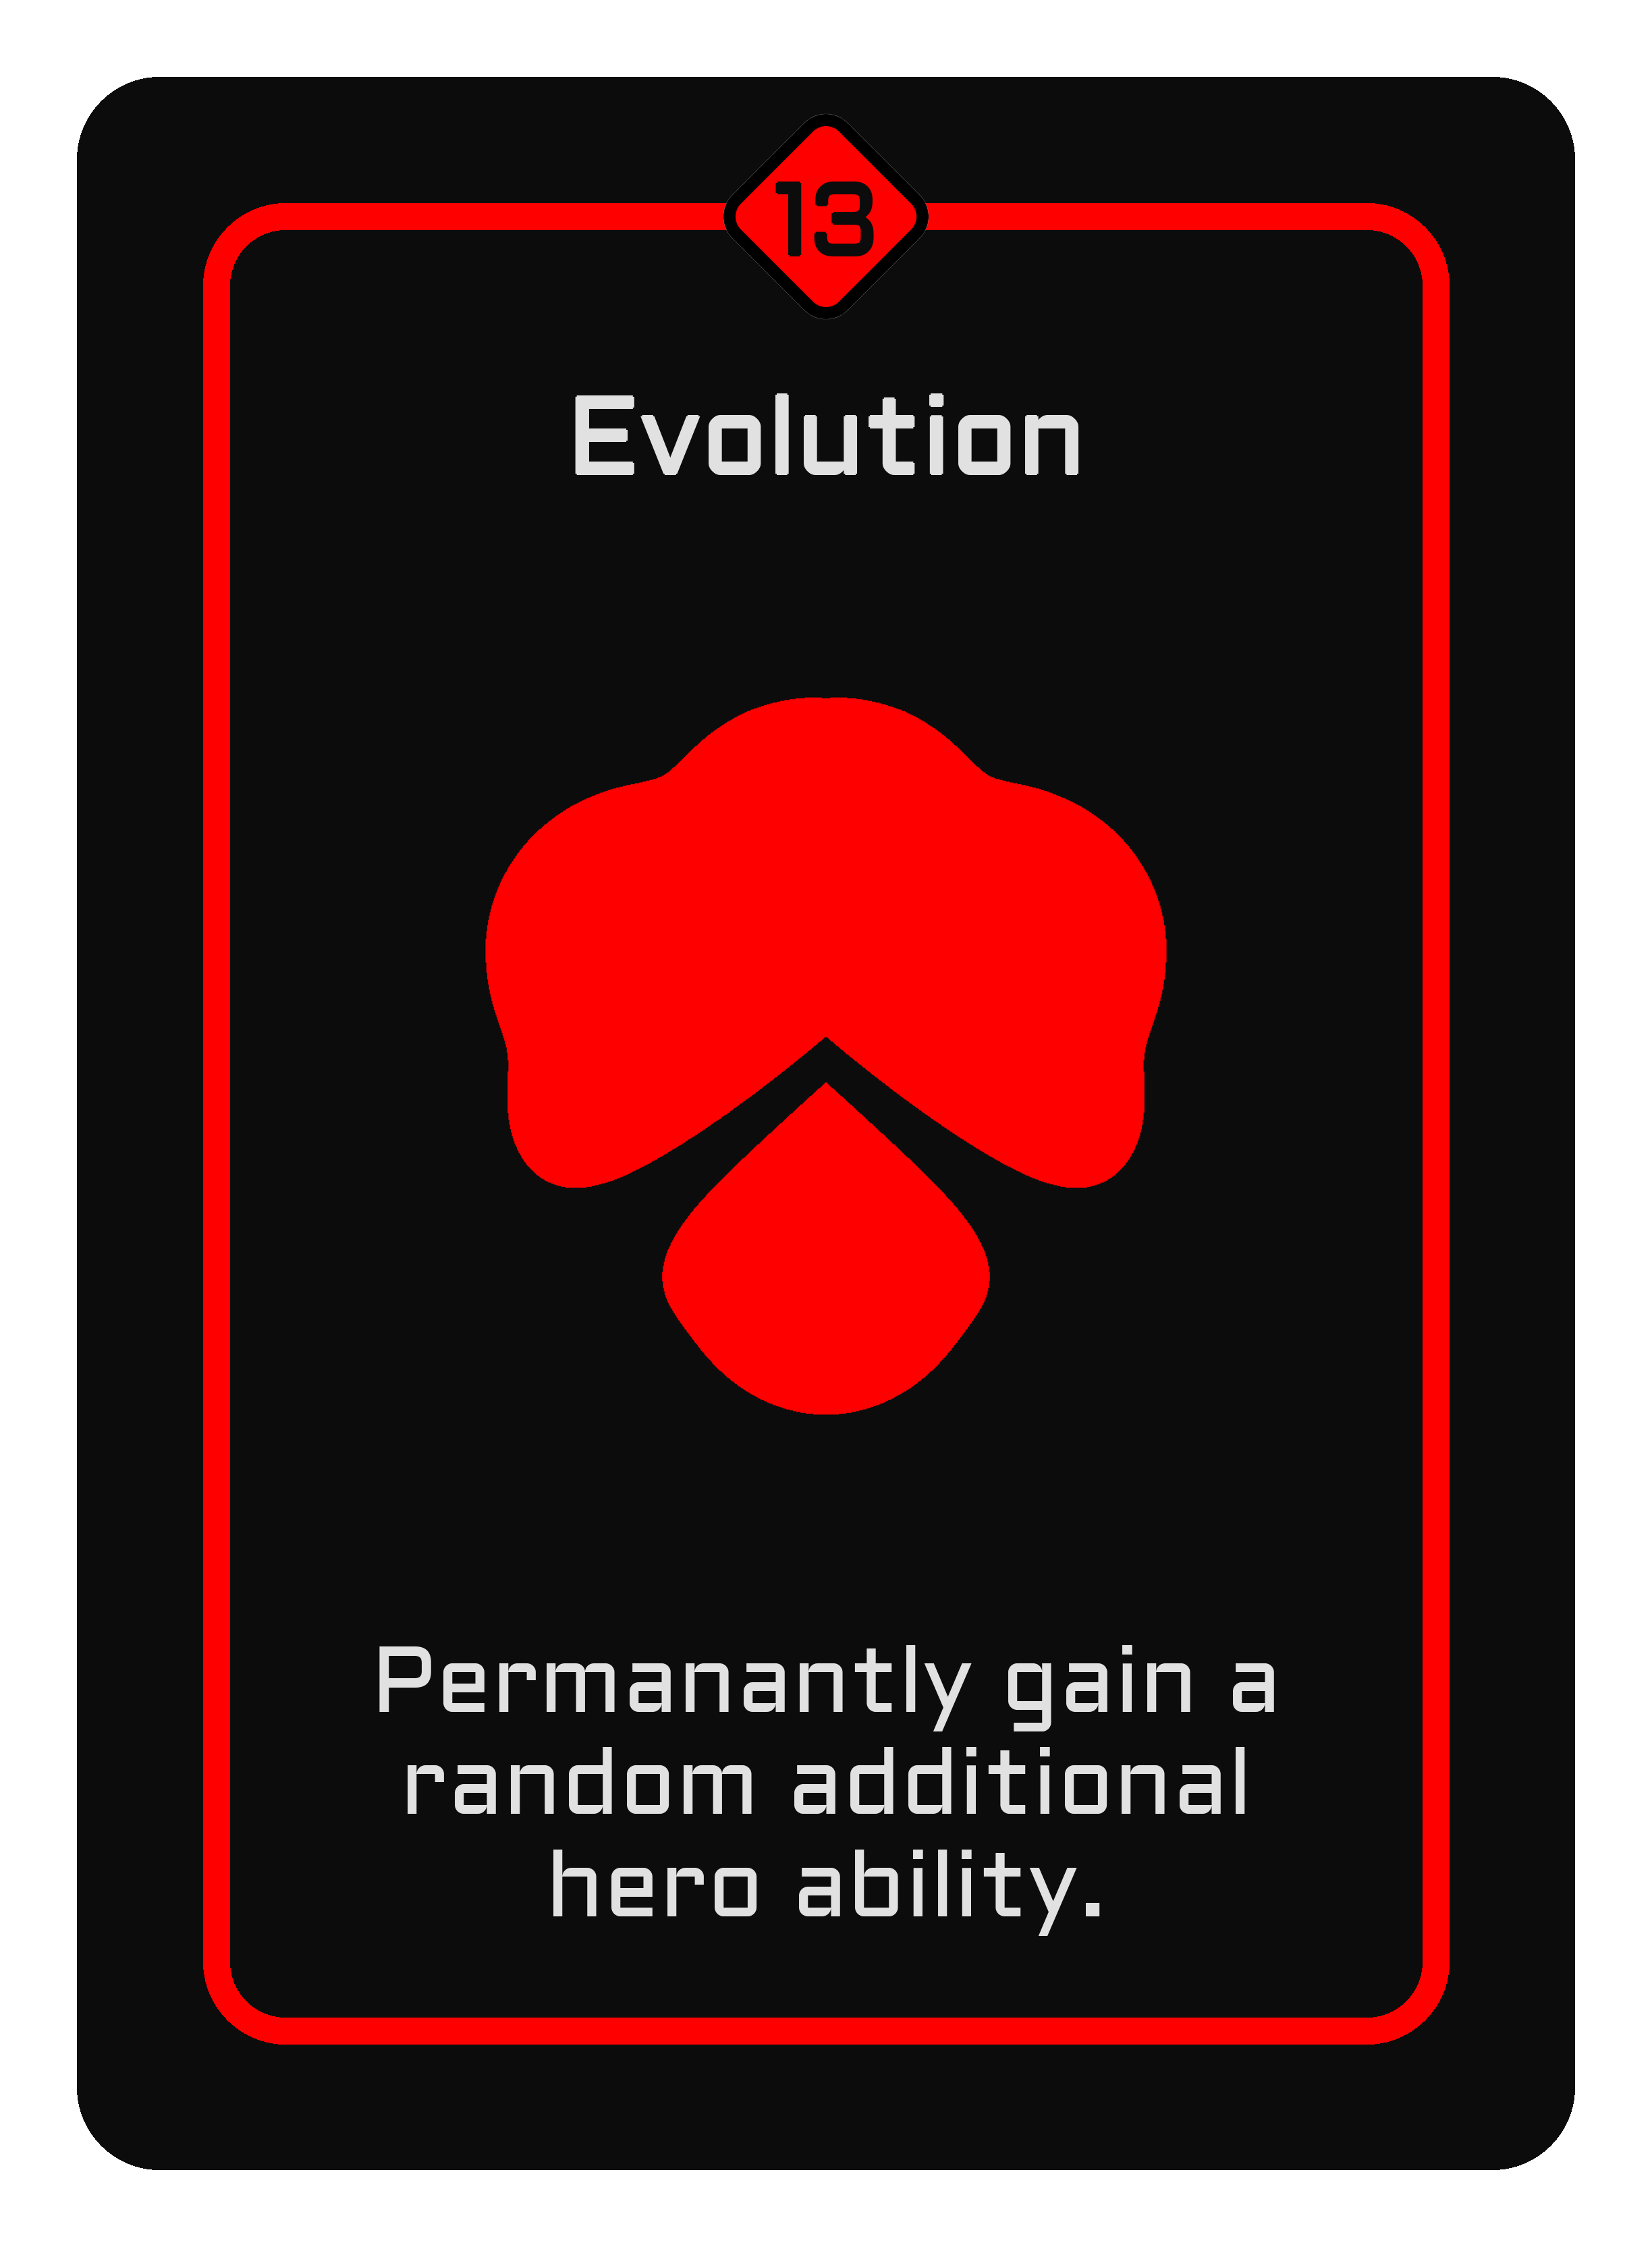 13
Evolution
Permanantly gain a
random additional
hero ability.